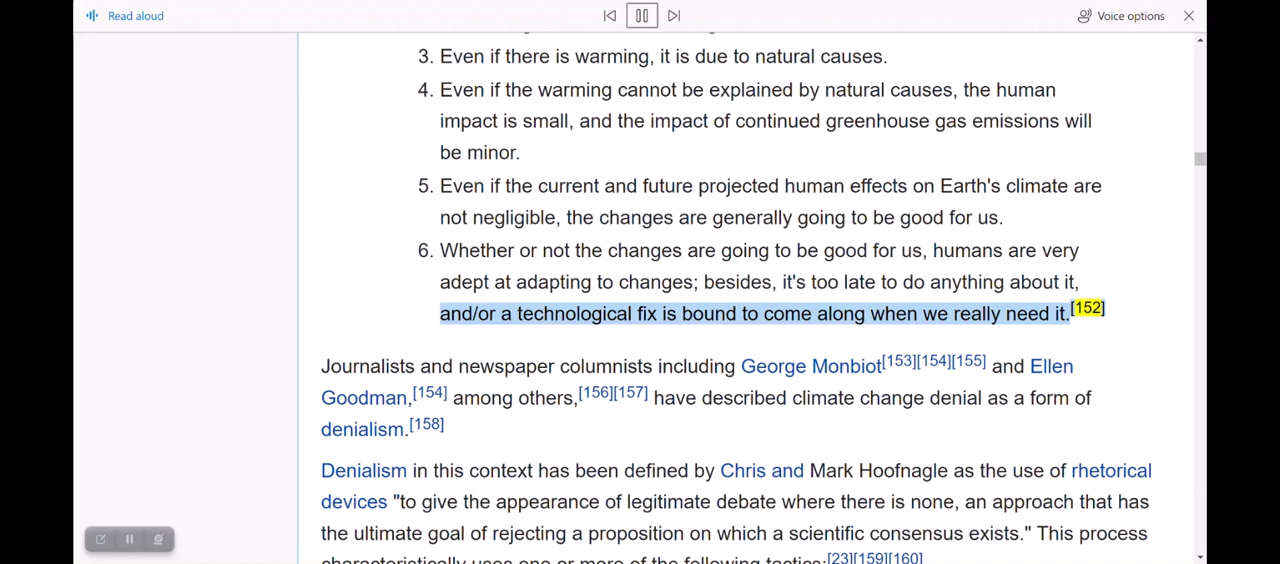 Read aloud
Voice options
3. Even if there is warming, it is due to natural causes.
4. Even if the warming cannot be explained by natural causes, the human
impact is small, and the impact of continued greenhouse gas emissions will
be minor.
5. Even if the current and future projected human effects on Earth's climate are
not negligible, the changes are generally going to be good for us.
6. Whether or not the changes are going to be good for us, humans are very
adept at adapting to changes; besides, it's too late to do anything about it,
and/or a technological fix is bound to come along when we really need it.[152]
Journalists and newspaper columnists including George Monbiot[153][154][155] and Ellen
Goodman,[154] among others,[156][157] have described climate change denial as a form of
denialism.[158]
Denialism in this context has been defined by Chris and Mark Hoofnagle as the use of rhetorical
devices "to give the appearance of legitimate debate where there is none, an approach that has
the ultimate goal of rejecting a proposition on which a scientific consensus exists." This process
characteristically uses one or more of the following tactics:[23][159][160]